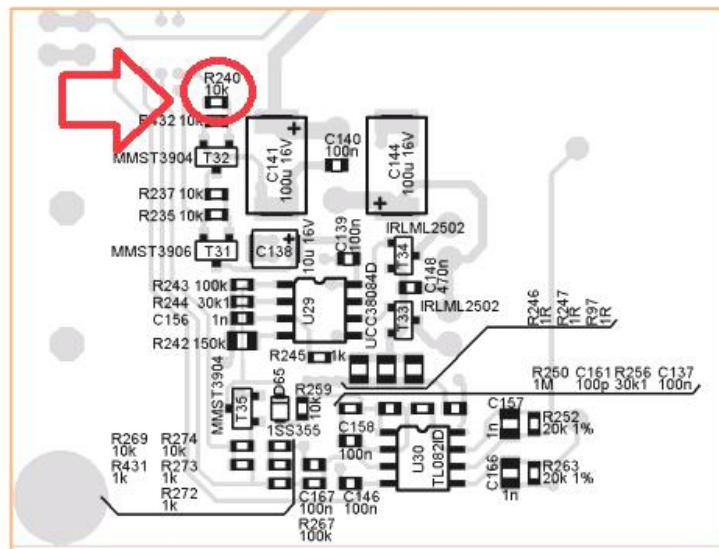 R240
10k
R432 10k
MMST3904
T32
C141
100u 16V
C140
100n
C144
100u 16V
R237 10k
R235 10k
MMST3906
T31
C138
10u 16V
C139
100n
IRLML2502
T34
C148
470n
R243 100k
R244 30k1
C156 1n
R242 150k
U29
UCC38084D
T33
IRLML2502
R246
1R
R247
1R
R97
1R
R245 1k
MMST3904
T35
D65
1SS355
R259
10k
R250
1M
C161
100p
R256
30k1
C137
100n
C157
1n
R252
20k 1%
C158
100n
U30
TL082ID
C166
1n
R263
20k 1%
R269
10k
R274
10k
R431
1k
R273
1k
R272
1k
C167
100n
C146
100n
R267
100k